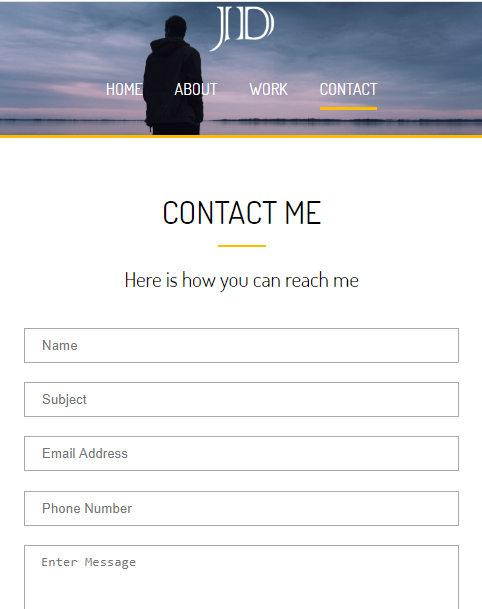 JD
HOME ABOUT WORK CONTACT
CONTACT ME
Here is how you can reach me
Name
Subject
Email Address
Phone Number
Enter Message